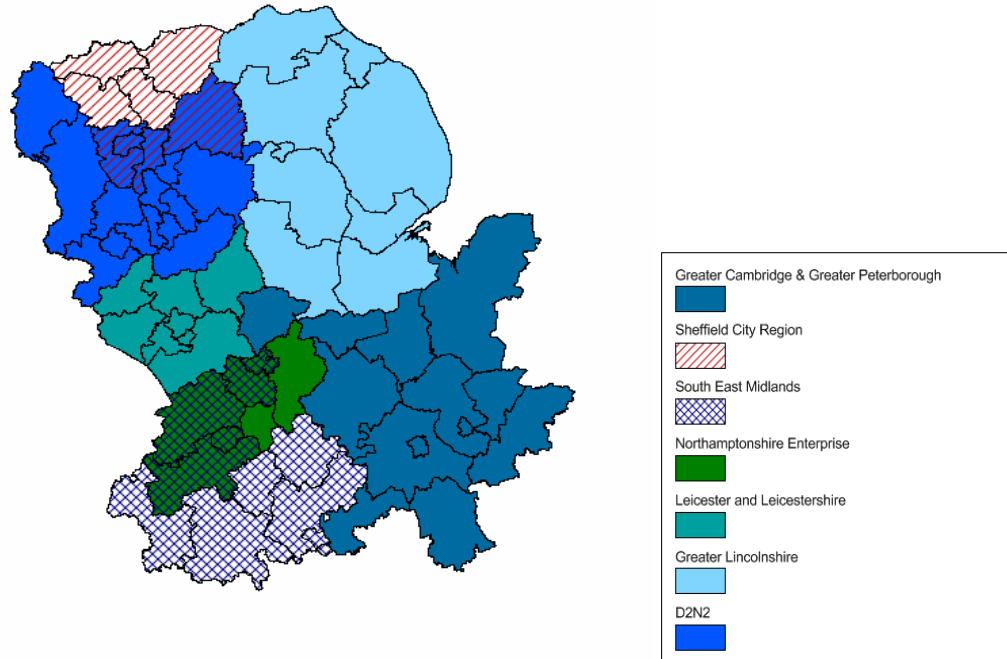 Greater Cambridge & Greater Peterborough
Sheffield City Region
South East Midlands
Northamptonshire Enterprise
Leicester and Leicestershire
Greater Lincolnshire
D2N2